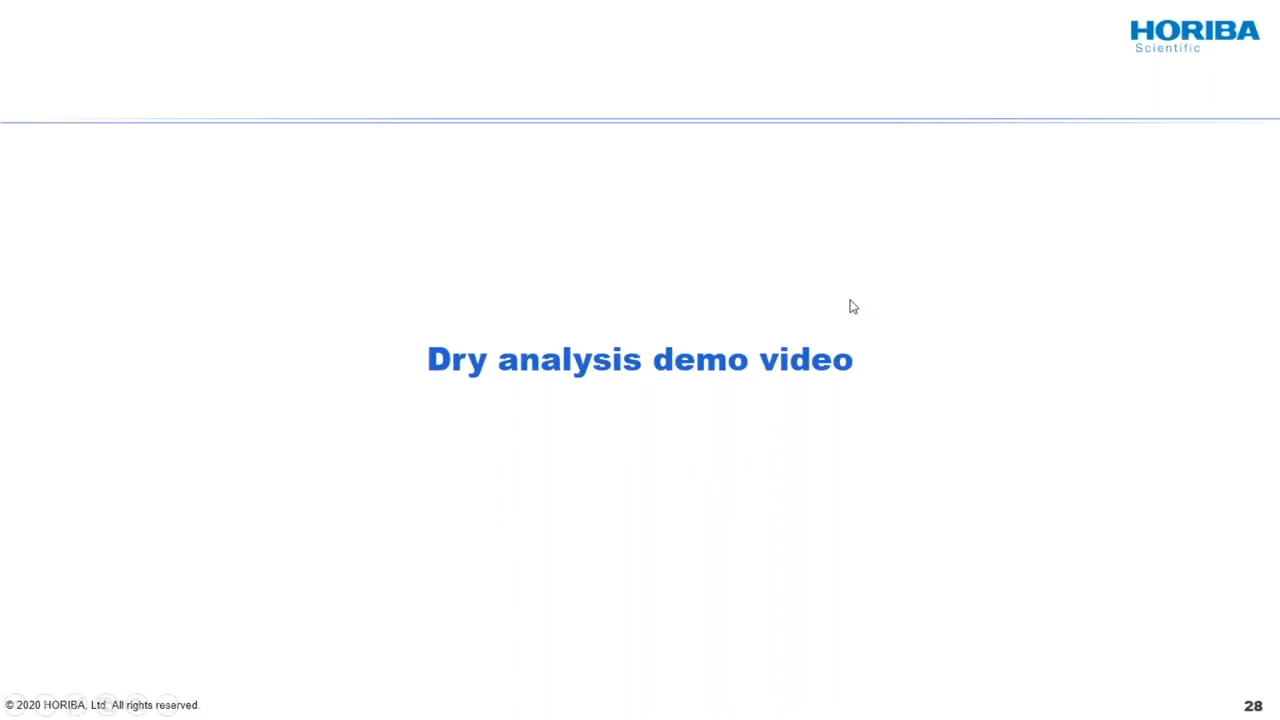 HORIBA
Scientific
Dry analysis demo video
© 2020 HORIBA, Ltd. All rights reserved.
28